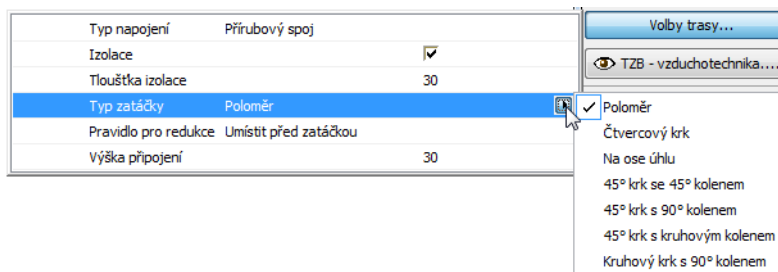 Typ napojení Přírubový spoj
Izolace
Tloušťka izolace 30
Typ zatáčky Poloměr
Pravidlo pro redukce Umístit před zatáčkou
Výška připojení 30
Volby trasy...
TZB - vzduchotechnika....
Poloměr
Čtvercový krk
Na ose úhlu
45° krk se 45° kolenem
45° krk s 90° kolenem
45° krk s kruhovým kolenem
Kruhový krk s 90° kolenem